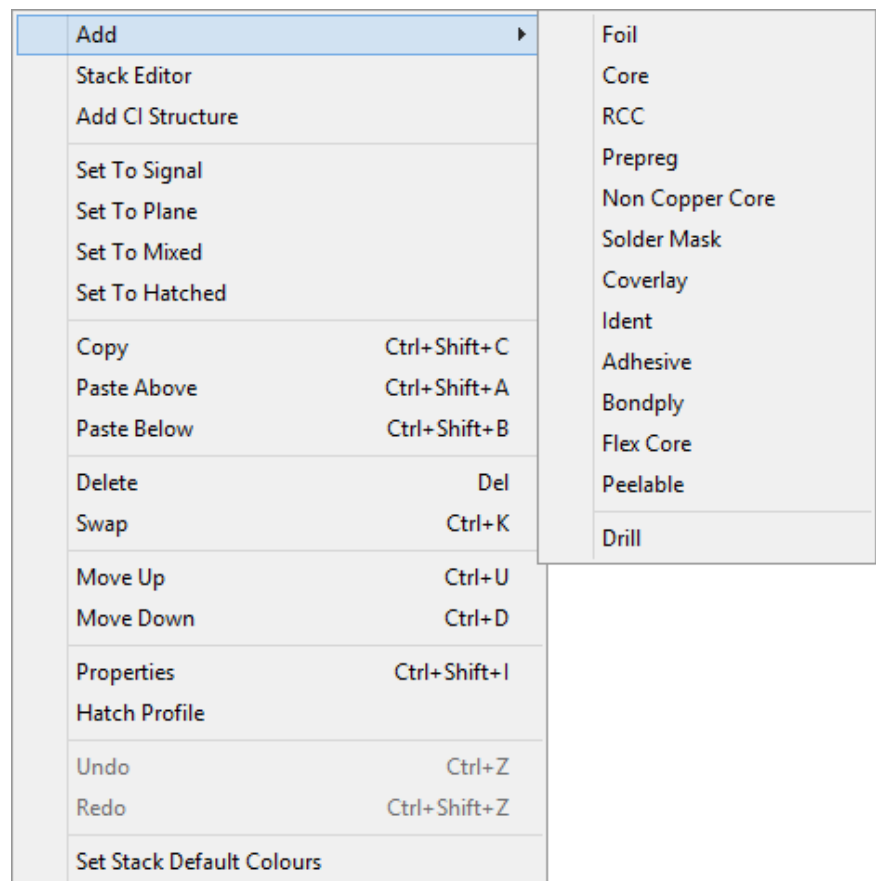 Add
Stack Editor
Add CI Structure
Set To Signal
Set To Plane
Set To Mixed
Set To Hatched
Copy Ctrl+Shift+C
Paste Above Ctrl+Shift+A
Paste Below Ctrl+Shift+B
Delete Del
Swap Ctrl+K
Move Up Ctrl+U
Move Down Ctrl+D
Properties Ctrl+Shift+I
Hatch Profile
Undo Ctrl+Z
Redo Ctrl+Shift+Z
Set Stack Default Colours
Foil
Core
RCC
Prepreg
Non Copper Core
Solder Mask
Coverlay
Ident
Adhesive
Bondply
Flex Core
Peelable
Drill